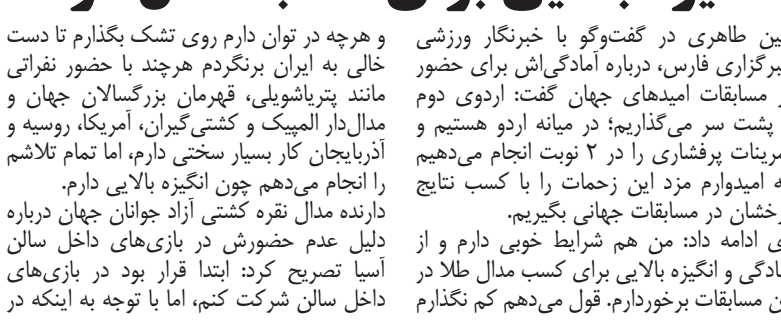 طاهری در گفت‌وگو با خبرنگار ورزشی
فارس، درباره آمادگی‌اش برای حضور
مسابقات امیدهای جهان گفت: اردوی دوم
پشت سر می‌گذاریم؛ در میانه اردو هستیم و
پرفشاری را در ۲ نوبت انجام می‌دهیم
امیدوارم مزد این زحمات را با کسب نتایج
در مسابقات جهانی بگیریم.
ادامه داد: من هم شرایط خوبی دارم و از
و انگیزه بالایی برای کسب مدال طلا در
مسابقات برخوردارم. قول می‌دهم کم نگذارم
و هرچه در توان دارم روی تشک بگذارم تا دست
خالی به ایران برنگردم هرچند با حضور نفراتی
مانند پتریاشویلی، قهرمان بزرگسالان جهان و
مدال‌دار المپیک و کشتی‌گیران، آمریکا، روسیه و
آذربایجان کار بسیار سختی دارم، اما تمام تلاشم
را انجام می‌دهم چون انگیزه بالایی دارم.
دارنده مدال نقره کشتی آزاد جوانان جهان درباره
دلیل عدم حضورش در بازی‌های داخل سالن
آسیا تصریح کرد: ابتدا قرار بود در بازی‌های
داخل سالن شرکت کنم، اما با توجه به اینکه در